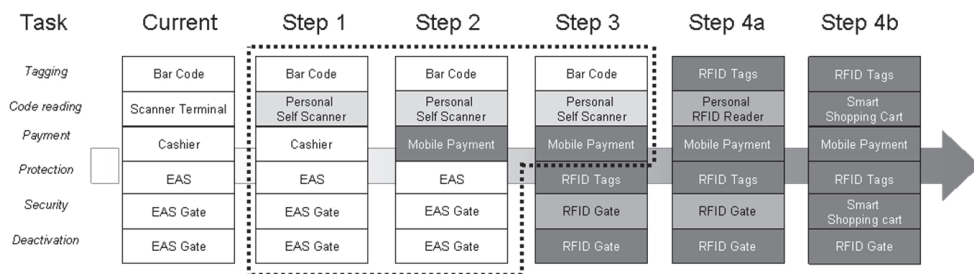 Task Current Step 1 Step 2 Step 3 Step 4a Step 4b
Tagging Bar Code Bar Code Bar Code Bar Code RFID Tags RFID Tags
Code reading Scanner Terminal Personal Self Scanner Personal Self Scanner Personal Self Scanner Personal RFID Reader Smart Shopping Cart
Payment Cashier Cashier Mobile Payment Mobile Payment Mobile Payment Mobile Payment
Protection EAS EAS EAS RFID Tags RFID Tags RFID Tags
Security EAS Gate EAS Gate EAS Gate RFID Gate RFID Gate Smart Shopping cart
Deactivation EAS Gate EAS Gate EAS Gate RFID Gate RFID Gate RFID Gate